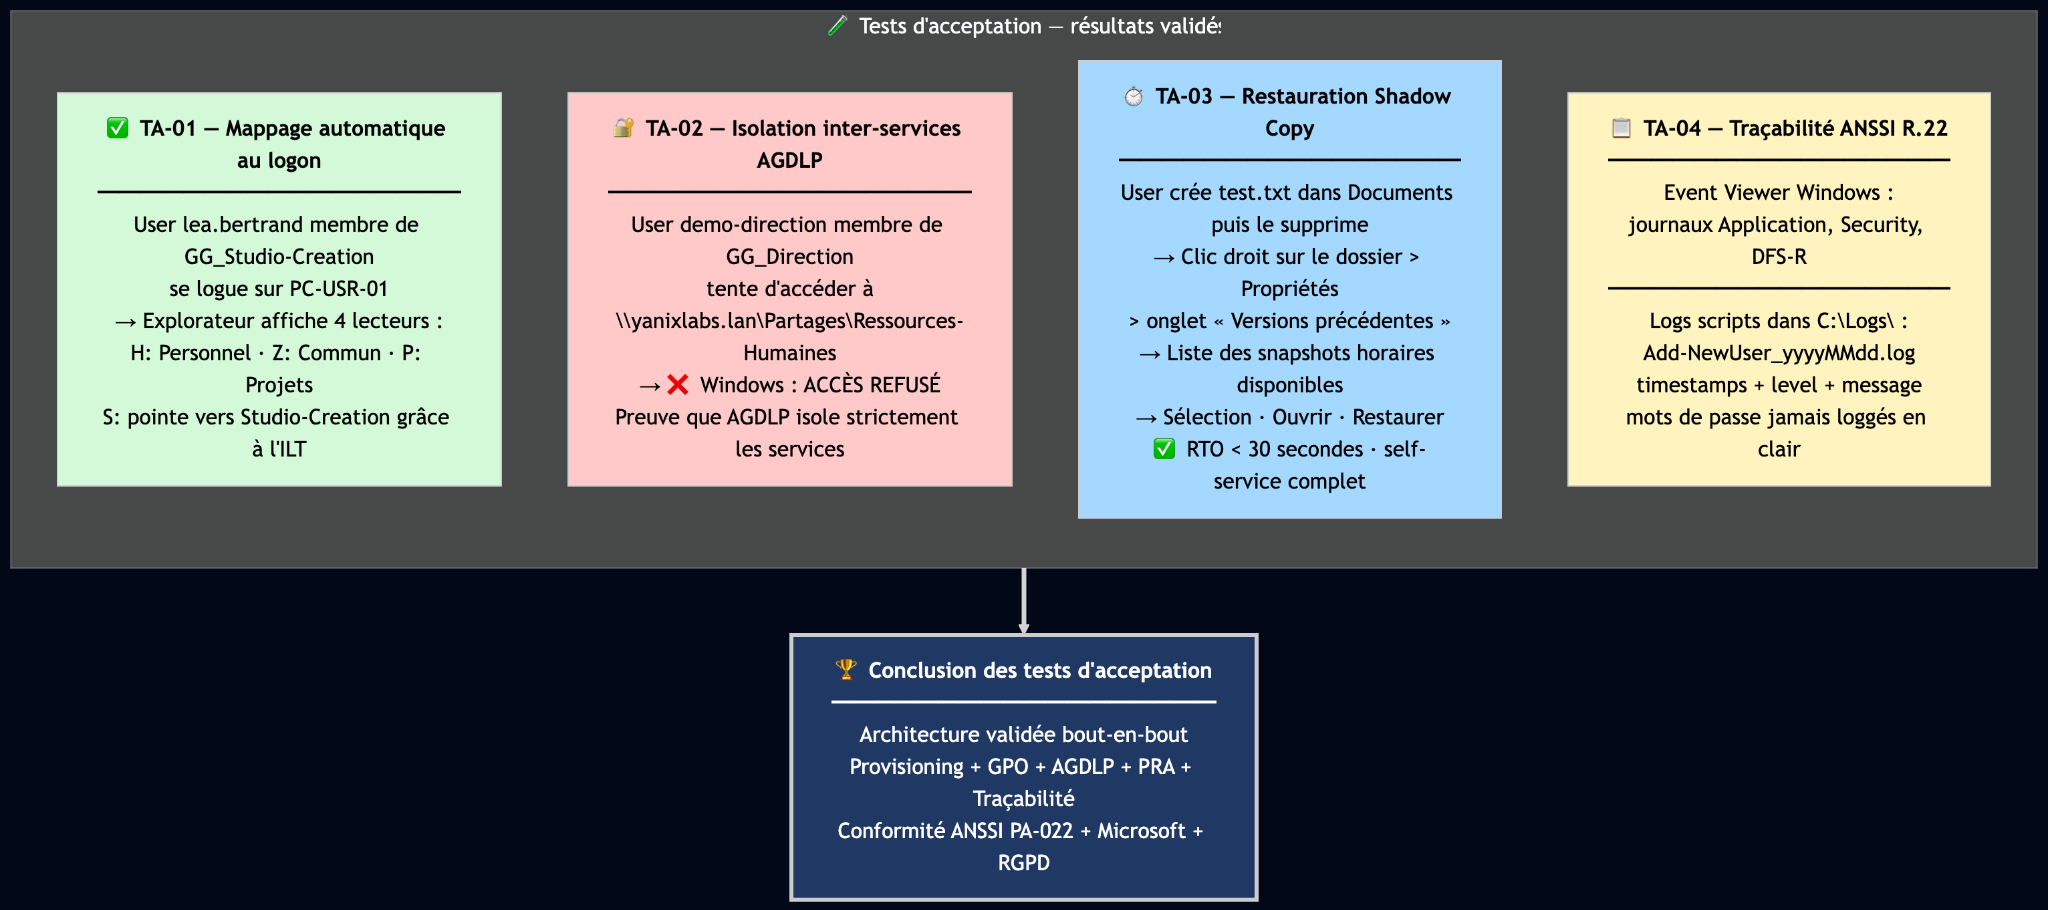 🧪 Tests d'acceptation — résultats validés
✅ TA-01 — Mappage automatique
au logon
User lea.bertrand membre de
GG_Studio-Creation
se logue sur PC-USR-01
→ Explorateur affiche 4 lecteurs :
H: Personnel · Z: Commun · P:
Projets
S: pointe vers Studio-Creation grâce
à l'ILT
🔐 TA-02 — Isolation inter-services
AGDLP
User demo-direction membre de
GG_Direction
tente d'accéder à
\\yanixlabs.lan\Partages\Ressources-
Humaines
→ ❌ Windows : ACCÈS REFUSÉ
Preuve que AGDLP isole strictement
les services
⏱️ TA-03 — Restauration Shadow
Copy
User crée test.txt dans Documents
puis le supprime
→ Clic droit sur le dossier >
Propriétés
> onglet « Versions précédentes »
→ Liste des snapshots horaires
disponibles
→ Sélection · Ouvrir · Restaurer
✅ RTO < 30 secondes · self-
service complet
📋 TA-04 — Traçabilité ANSSI R.22
Event Viewer Windows :
journaux Application, Security,
DFS-R
Logs scripts dans C:\Logs\ :
Add-NewUser_yyyyMMdd.log
timestamps + level + message
mots de passe jamais loggés en
clair
🏆 Conclusion des tests d'acceptation
Architecture validée bout-en-bout
Provisioning + GPO + AGDLP + PRA +
Traçabilité
Conformité ANSSI PA-022 + Microsoft +
RGPD